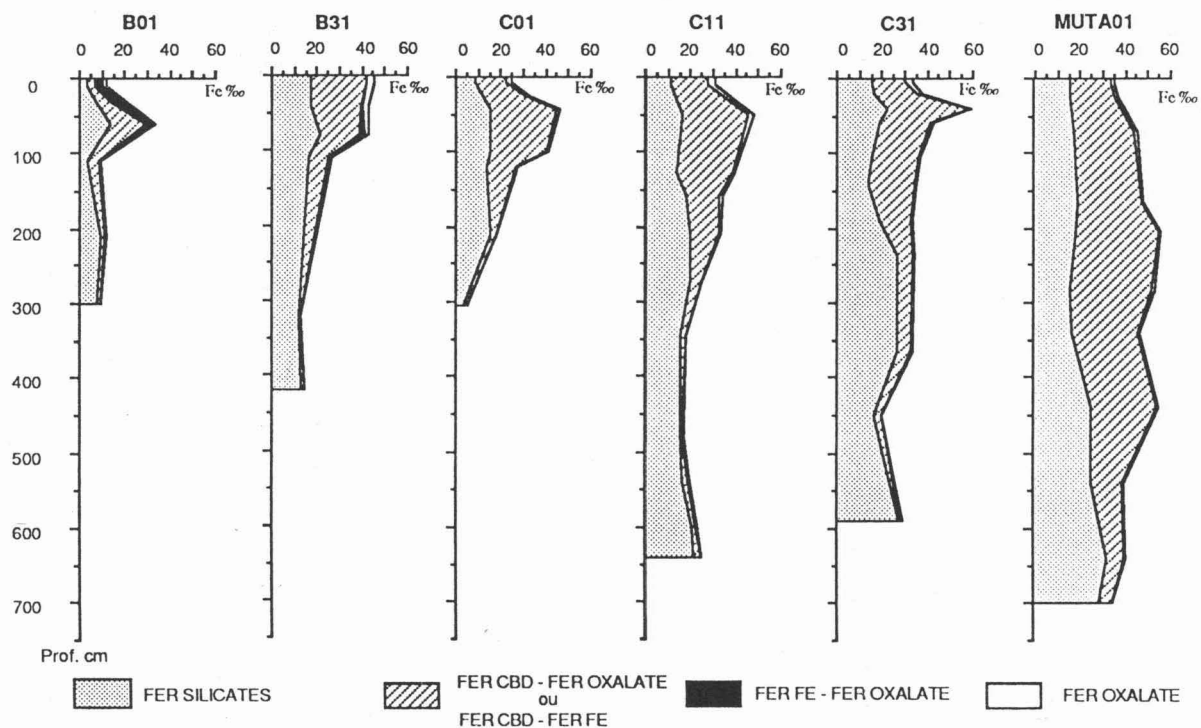 B01 B31 C01 C11 C31 MUTA01
0 20 40 60 0 20 40 60 0 20 40 60 0 20 40 60 0 20 40 60 0 20 40 60
0 Fe ‰ Fe ‰ Fe ‰ Fe ‰ Fe ‰ Fe ‰
100
200
300
400
500
600
700
Prof. cm
FER SILICATES FER CBD - FER OXALATE FER FE - FER OXALATE FER OXALATE
ou
FER CBD - FER FE